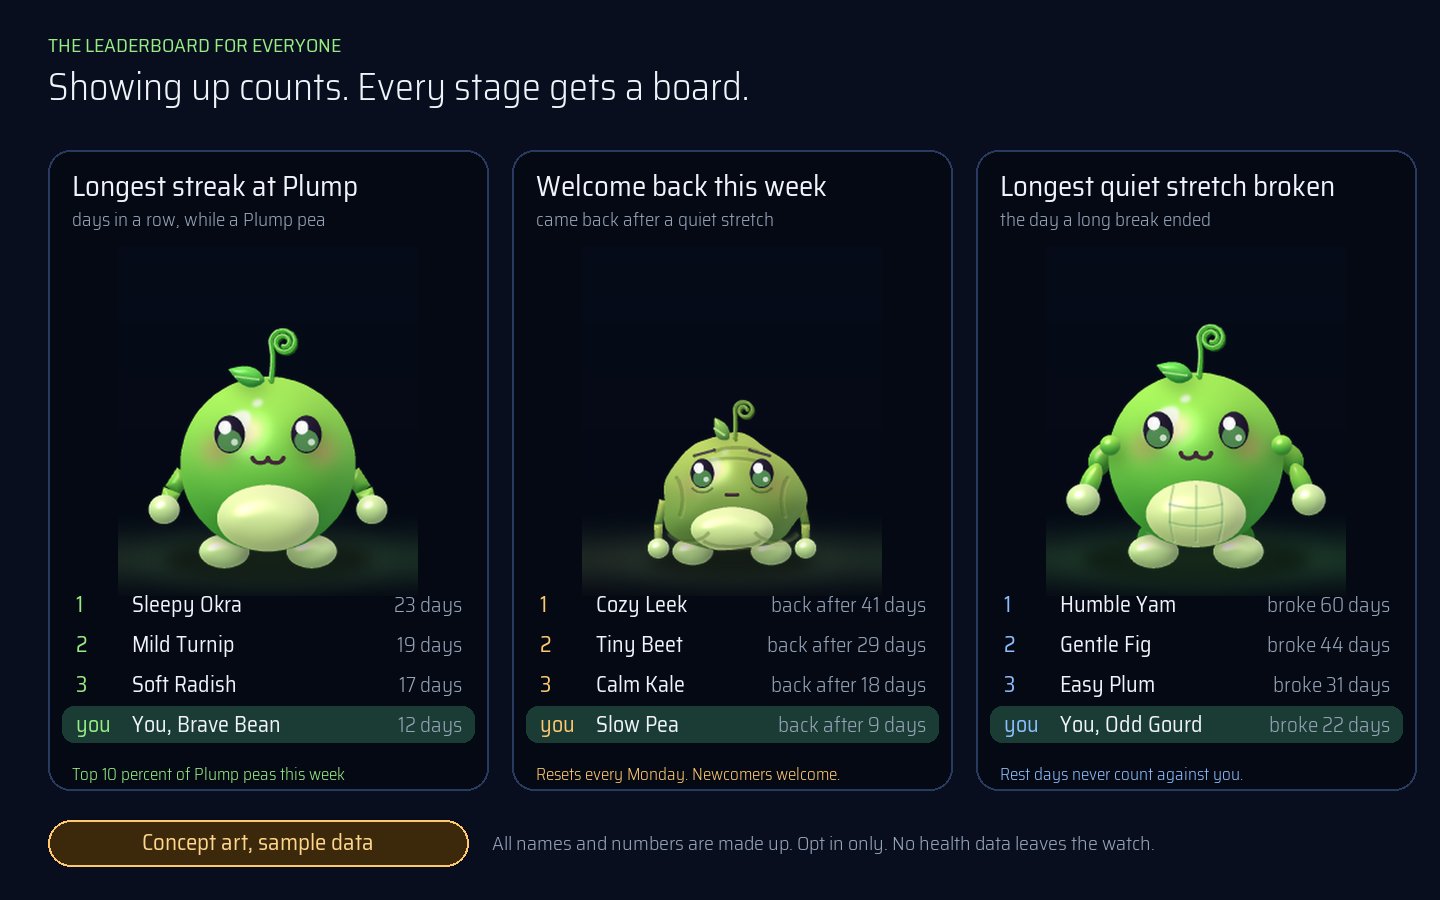 THE LEADERBOARD FOR EVERYONE
Showing up counts. Every stage gets a board.
Longest streak at Plump
days in a row, while a Plump pea
1 Sleepy Okra 23 days
2 Mild Turnip 19 days
3 Soft Radish 17 days
you You, Brave Bean 12 days
Top 10 percent of Plump peas this week
Welcome back this week
came back after a quiet stretch
1 Cozy Leek back after 41 days
2 Tiny Beet back after 29 days
3 Calm Kale back after 18 days
you Slow Pea back after 9 days
Resets every Monday. Newcomers welcome.
Longest quiet stretch broken
the day a long break ended
1 Humble Yam broke 60 days
2 Gentle Fig broke 44 days
3 Easy Plum broke 31 days
you You, Odd Gourd broke 22 days
Rest days never count against you.
Concept art, sample data
All names and numbers are made up. Opt in only. No health data leaves the watch.